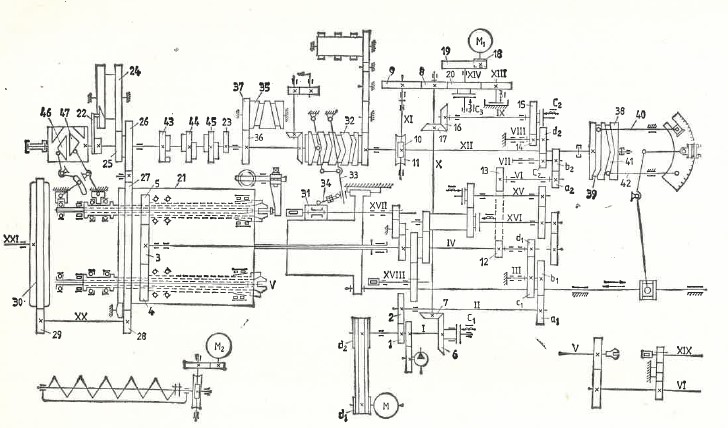 M₁
18
19
9
8
20
XIV
XIII
24
37
35
C₃
15
C₂
46
47
22
26
43
44
45
23
32
XI
16
IX
VIII
d₂
38
40
14
25
36
10
17
XII
11
VII
b₂
41
33
13
VI
C₂
a₂
39
42
27
5
21
34
X
XV
31
XVII
XVI
XXI
3
IV
d₁
12
XVIII
III
b₁
V
c₁
30
4
2
7
II
a₁
XX
C₁
29
28
1
I
6
d₂
M₂
V
XIX
VI
d₁
M